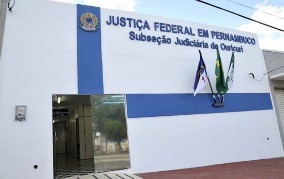 JUSTIÇA FEDERAL EM PERNAMBUCO
Subseção Judiciária de Ouricuri